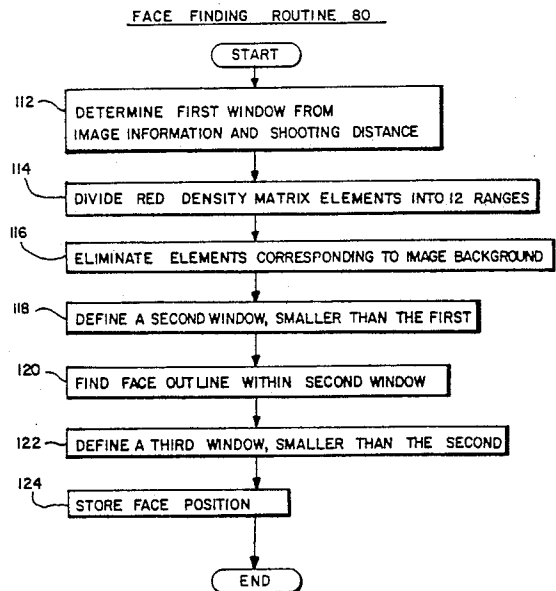 FACE FINDING ROUTINE 80
START
112
DETERMINE FIRST WINDOW FROM
IMAGE INFORMATION AND SHOOTING DISTANCE
114
DIVIDE RED DENSITY MATRIX ELEMENTS INTO 12 RANGES
116
ELIMINATE ELEMENTS CORRESPONDING TO IMAGE BACKGROUND
118
DEFINE A SECOND WINDOW, SMALLER THAN THE FIRST
120
FIND FACE OUTLINE WITHIN SECOND WINDOW
122
DEFINE A THIRD WINDOW, SMALLER THAN THE SECOND
124
STORE FACE POSITION
END